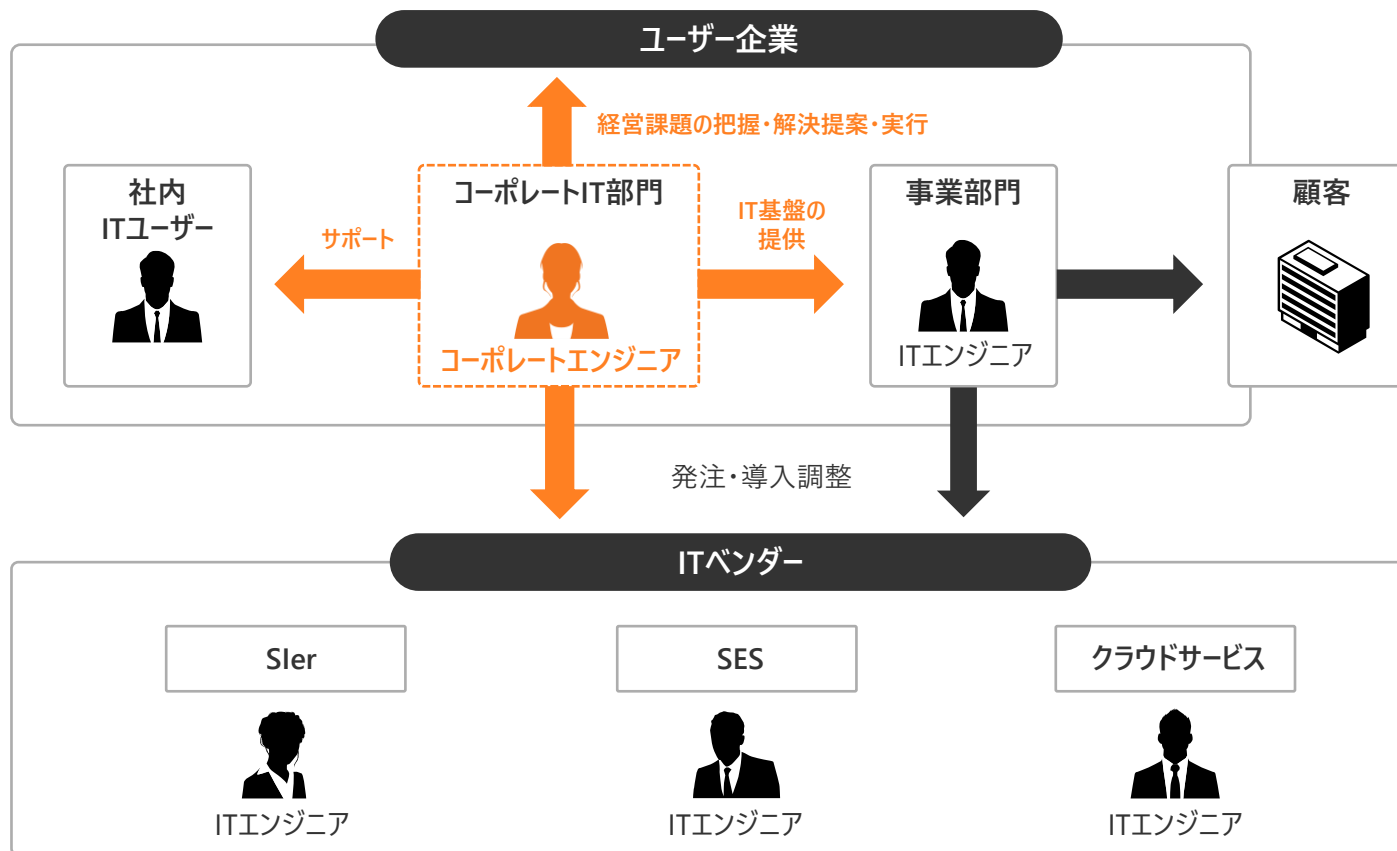 ユーザー企業
経営課題の把握・解決提案・実行
社内
ITユーザー
サポート
コーポレートIT部門
コーポレートエンジニア
IT基盤の
提供
事業部門
ITエンジニア
顧客
発注・導入調整
ITベンダー
SIer
SES
クラウドサービス
ITエンジニア
ITエンジニア
ITエンジニア